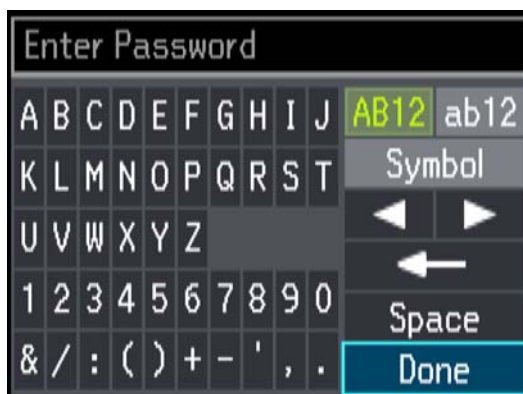 Enter Password
A B C D E F G H I J
K L M N O P Q R S T
U V W X Y Z
1 2 3 4 5 6 7 8 9 0
& / : ( ) + - ' , .
AB12 ab12
Symbol
Space
Done